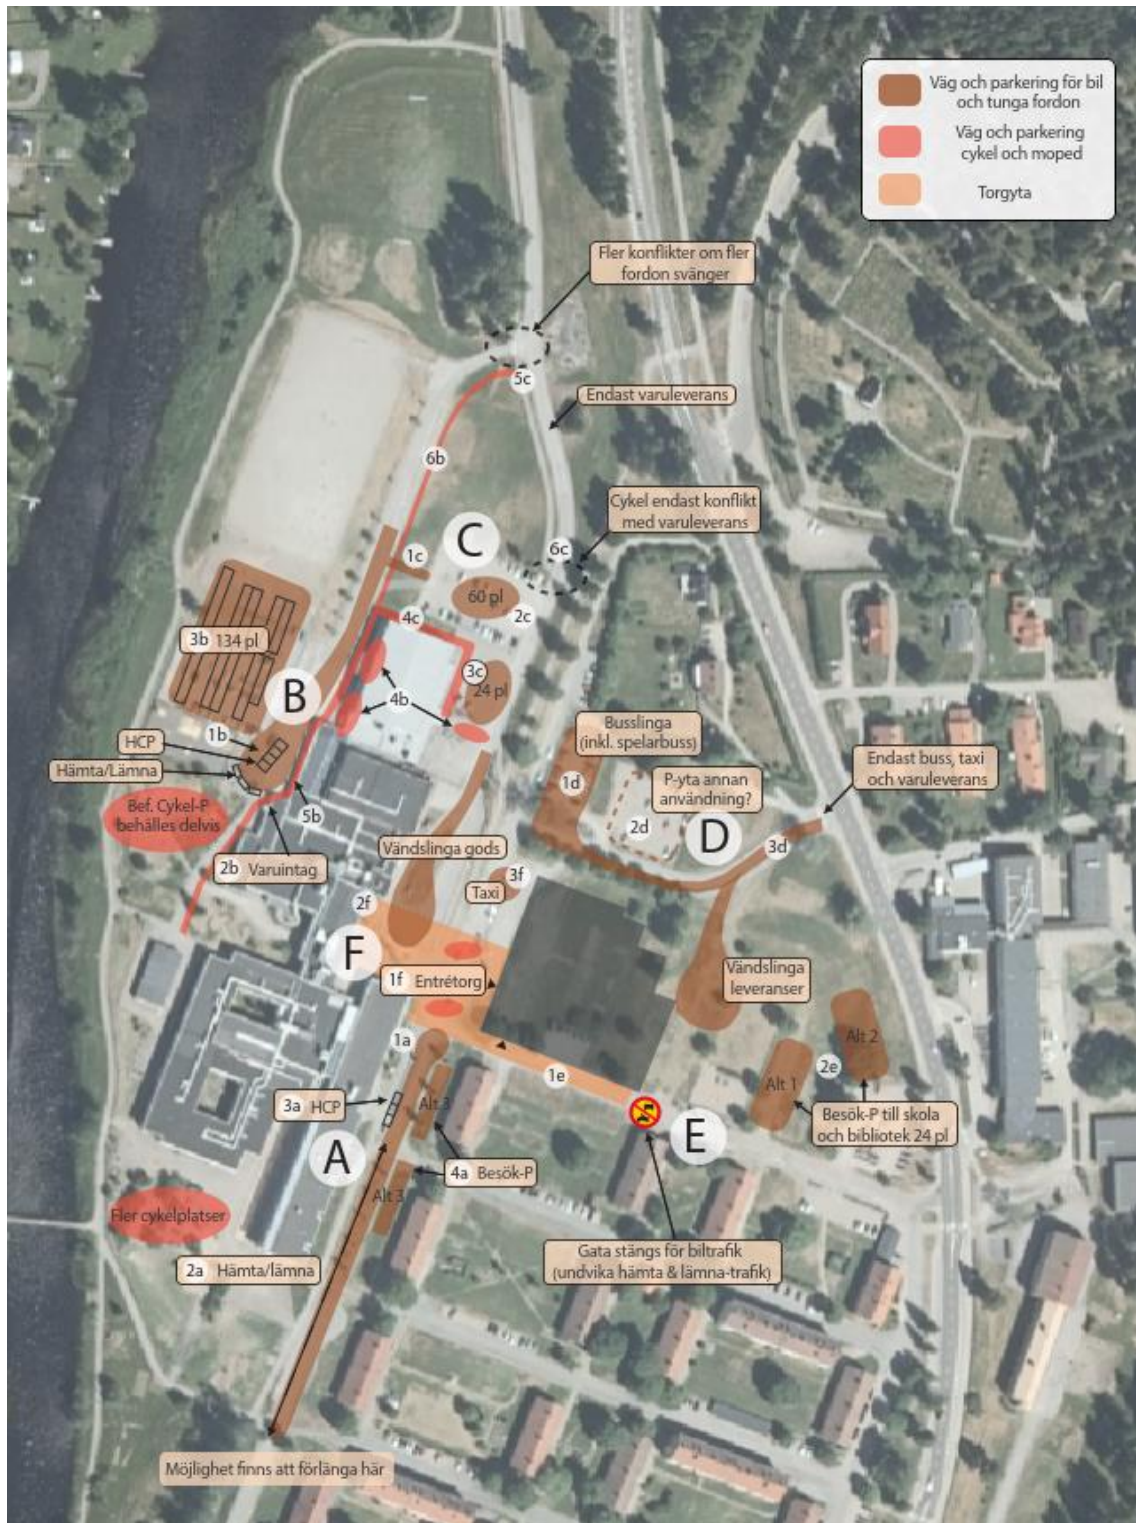 Väg och parkering för bil
och tunga fordon
Väg och parkering
cykel och moped
Torgyta
Fler konflikter om fler
fordon svänger
5c
Endast varuleverans
6b
Cykel endast konflikt
med varuleverans
C
6c
1c
60 pl
2c
4c
3b 134 pl
3c
24 pl
B
4b
1b
HCP
Hämta/Lämna
Busslinga
(inkl. spelarbuss)
1d
P-yta annan
användning?
Endast buss, taxi
och varuleverans
Bef. Cykel-P
behålles delvis
5b
2d
D
3d
Vändslinga gods
2b Varuintag
3f
Taxi
2f
F
1f Entrétorg
Vändslinga
leveranser
1a
Alt 2
1e
2e
Alt 1
3a HCP
Alt 3
Besök-P till skola
och bibliotek 24 pl
E
A
4a Besök-P
Alt 3
Fler cykelplatser
2a Hämta/lämna
Gata stängs för biltrafik
(undvika hämta & lämna-trafik)
Möjlighet finns att förlänga här